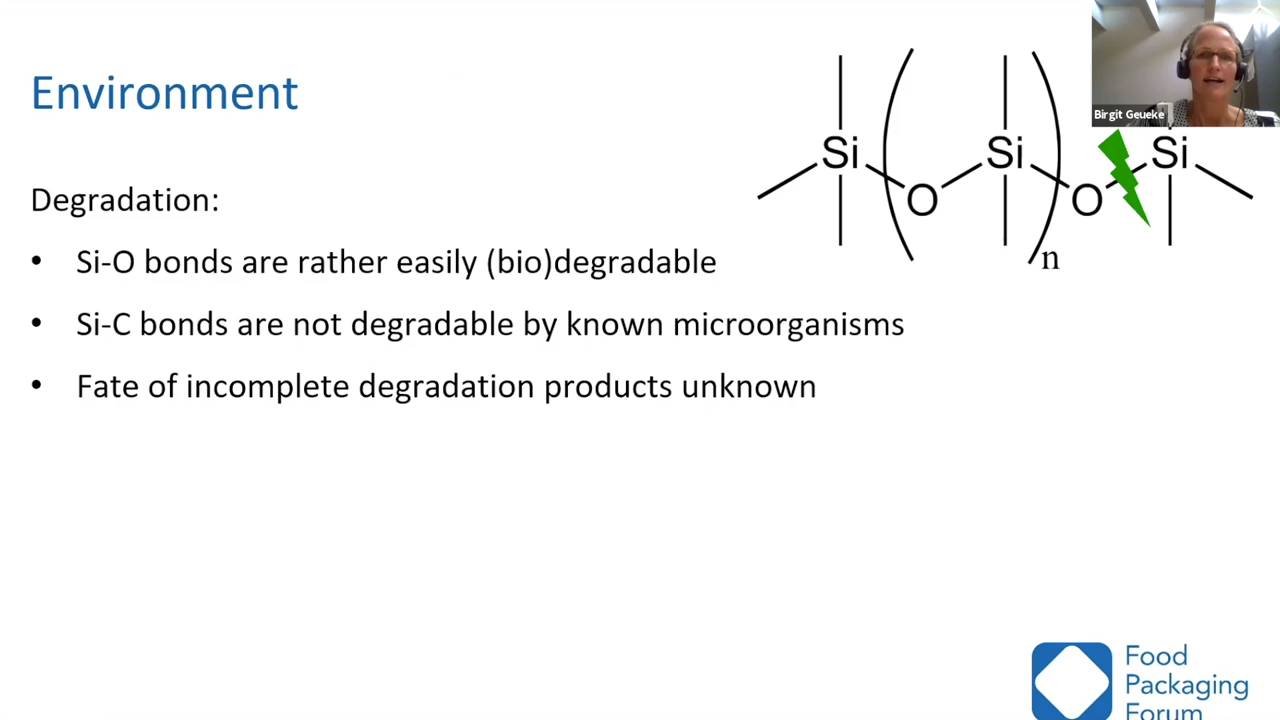 Environment
Birgit Geueke
Si
Si
Si
O
O
n
Degradation:
• Si-O bonds are rather easily (bio)degradable
• Si-C bonds are not degradable by known microorganisms
• Fate of incomplete degradation products unknown
Food
Packaging
Forum